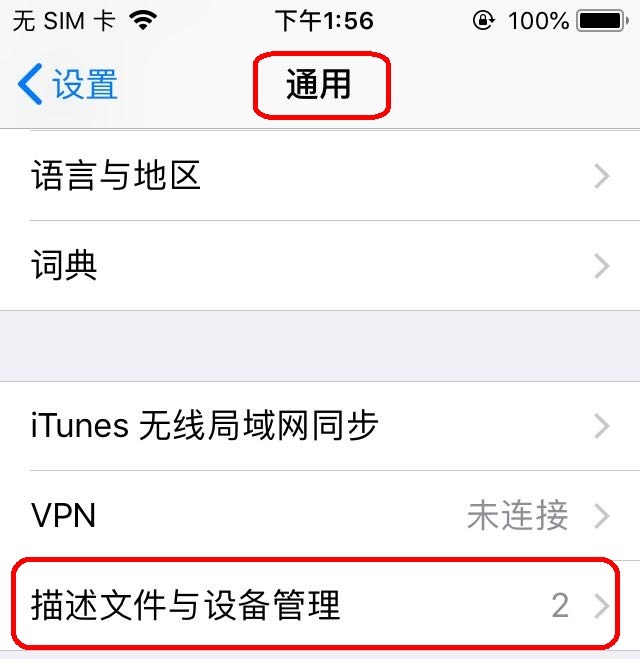 无 SIM 卡 下午1:56 100%
设置 通用
语言与地区
词典
iTunes 无线局域网同步
VPN 未连接
描述文件与设备管理 2